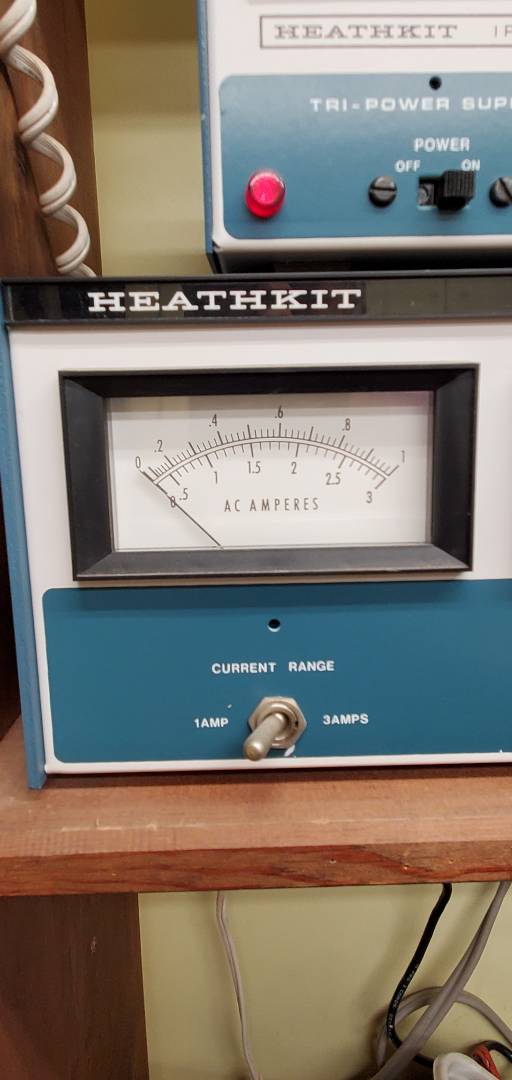 HEATHKIT
TRI-POWER
POWER
OFF ON
HEATHKIT
0 .2 .4 .6 .8 1
0 .5 1 1.5 2 2.5 3
AC AMPERES
CURRENT RANGE
1AMP 3AMPS